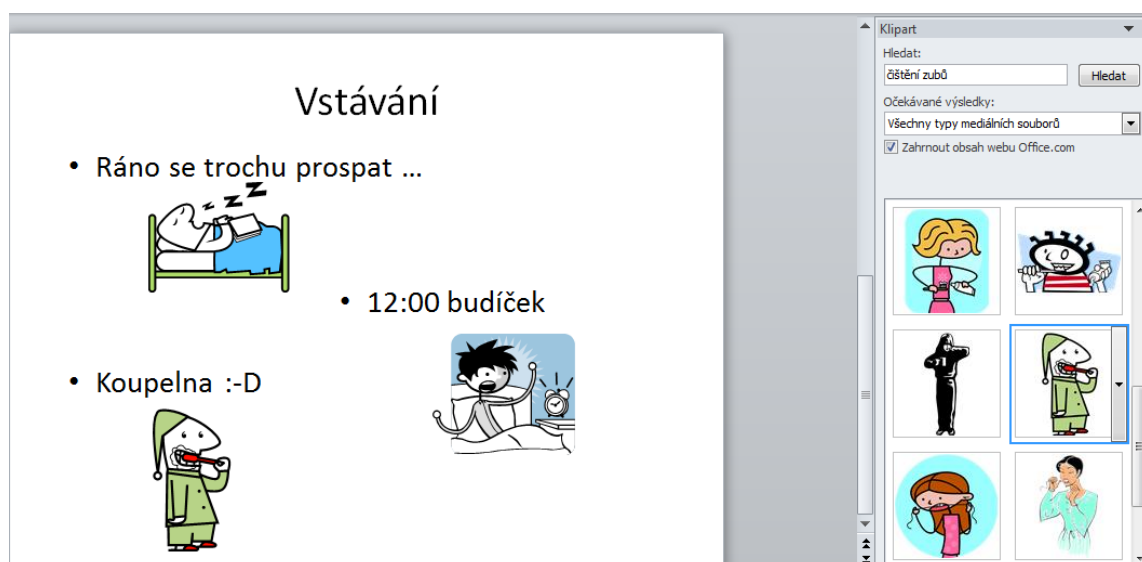 Vstávání
• Ráno se trochu prospat ...
z z Z
• 12:00 budíček
• Koupelna :-D
Klipart
Hledat:
čištění zubů
Hledat
Očekávané výsledky:
Všechny typy mediálních souborů
Zahrnout obsah webu Office.com